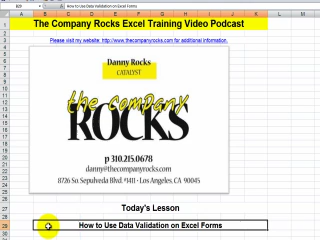 B29
How to Use Data Validation on Excel Forms
A B C D E F G H I J K L
The Company Rocks Excel Training Video Podcast
Please visit my website: http://www.thecompanyrocks.com for additional information.
Danny Rocks
CATALYST
the company
ROCKS
p 310.215.0678
danny@thecompanyrocks.com
8726 So. Sepulveda Blvd. #1411 • Los Angeles, CA 90045
Today's Lesson
How to Use Data Validation on Excel Forms